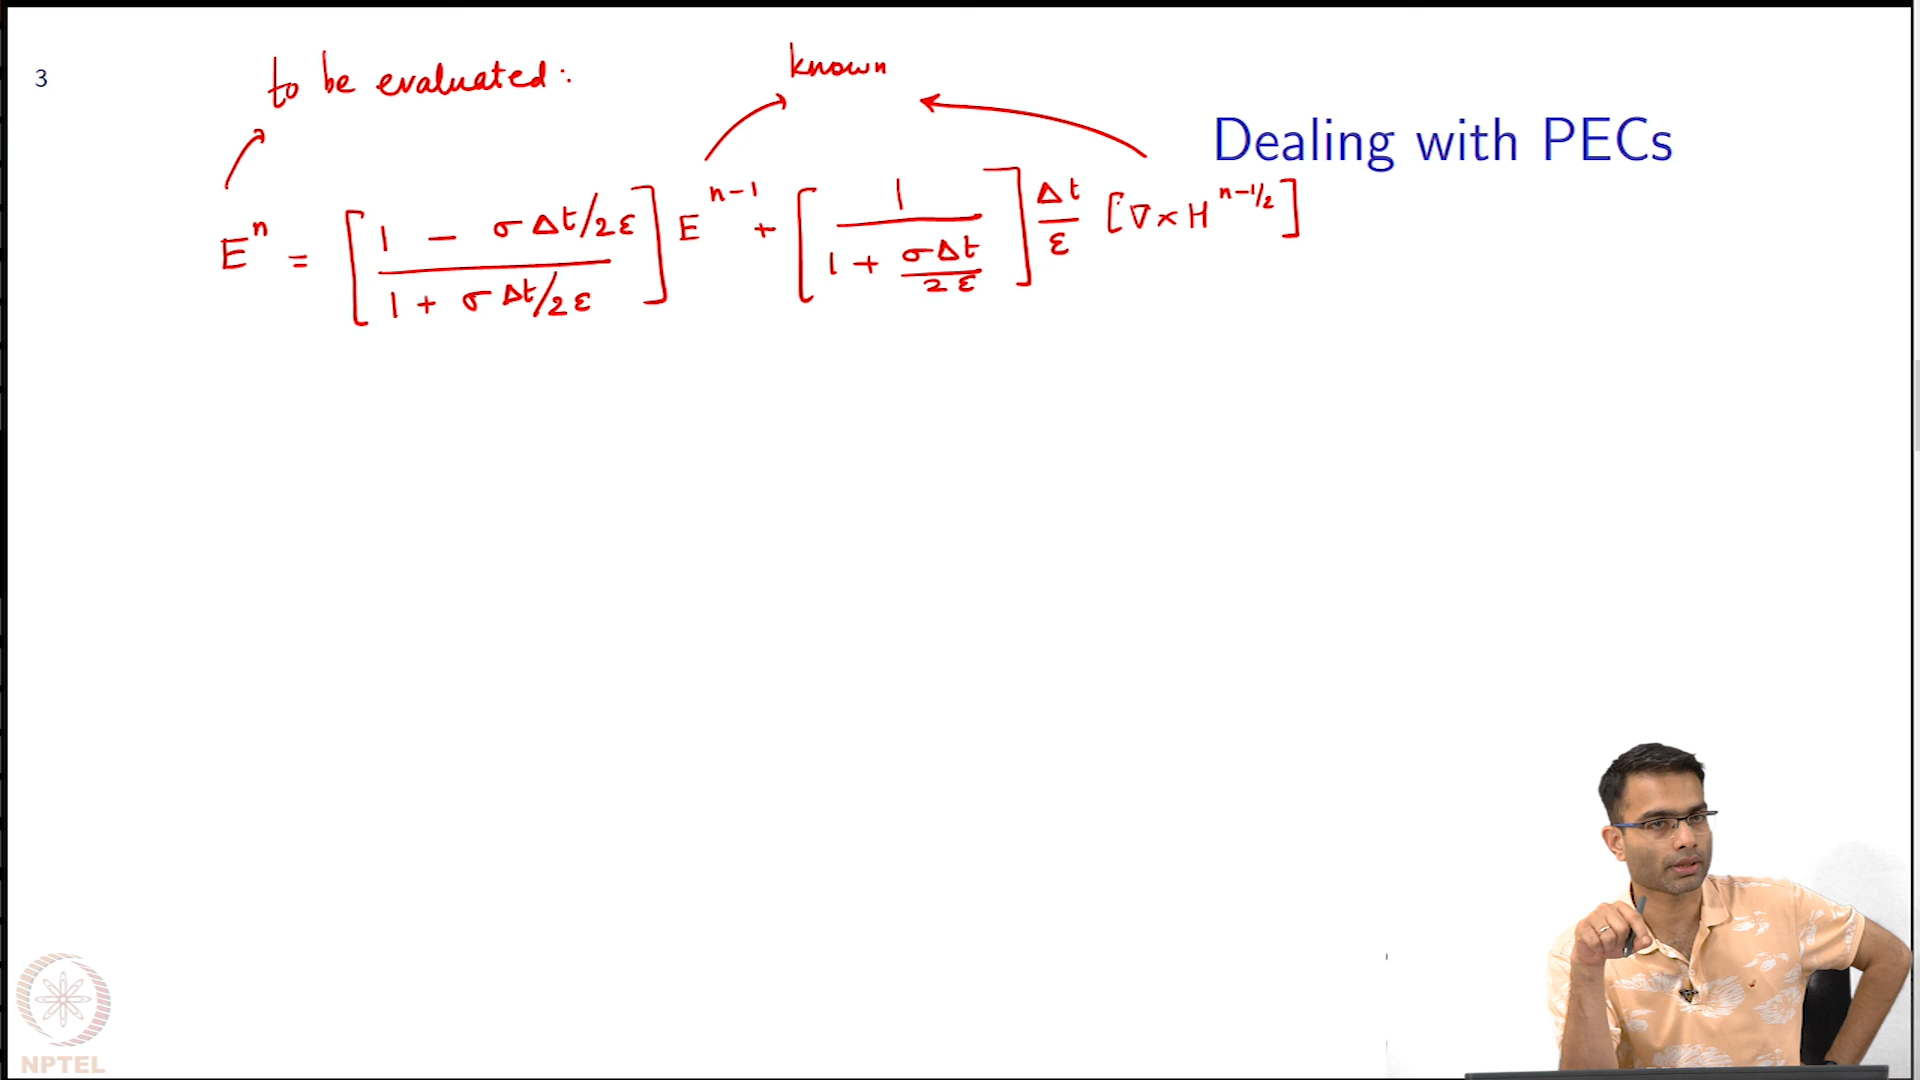 3
to be evaluated:
known
Dealing with PECs
E^n = [1 - σΔt/2ε / 1 + σΔt/2ε] E^{n-1} + [1 / 1 + σΔt/2ε] Δt/ε [∇×H^{n-1/2}]
NPTEL